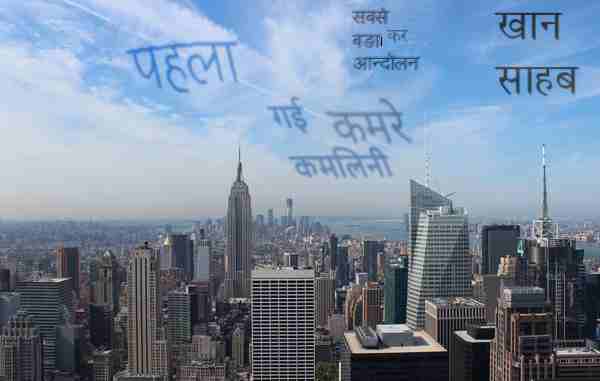 पहला
सबसे
बड़ा कर
आन्दोलन
खान
साहब
गई कमरे
कमलिनी